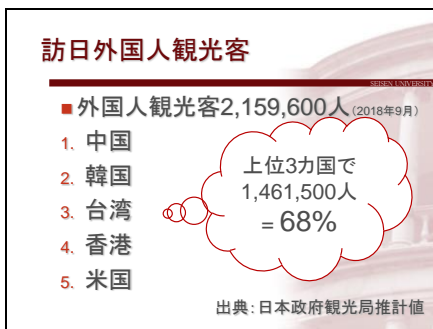 訪日外国人観光客
SEISEN UNIVERSITY
■外国人観光客2,159,600人(2018年9月)
1. 中国
2. 韓国
3. 台湾
4. 香港
5. 米国
上位3カ国で
1,461,500人
= 68%
出典:日本政府観光局推計値